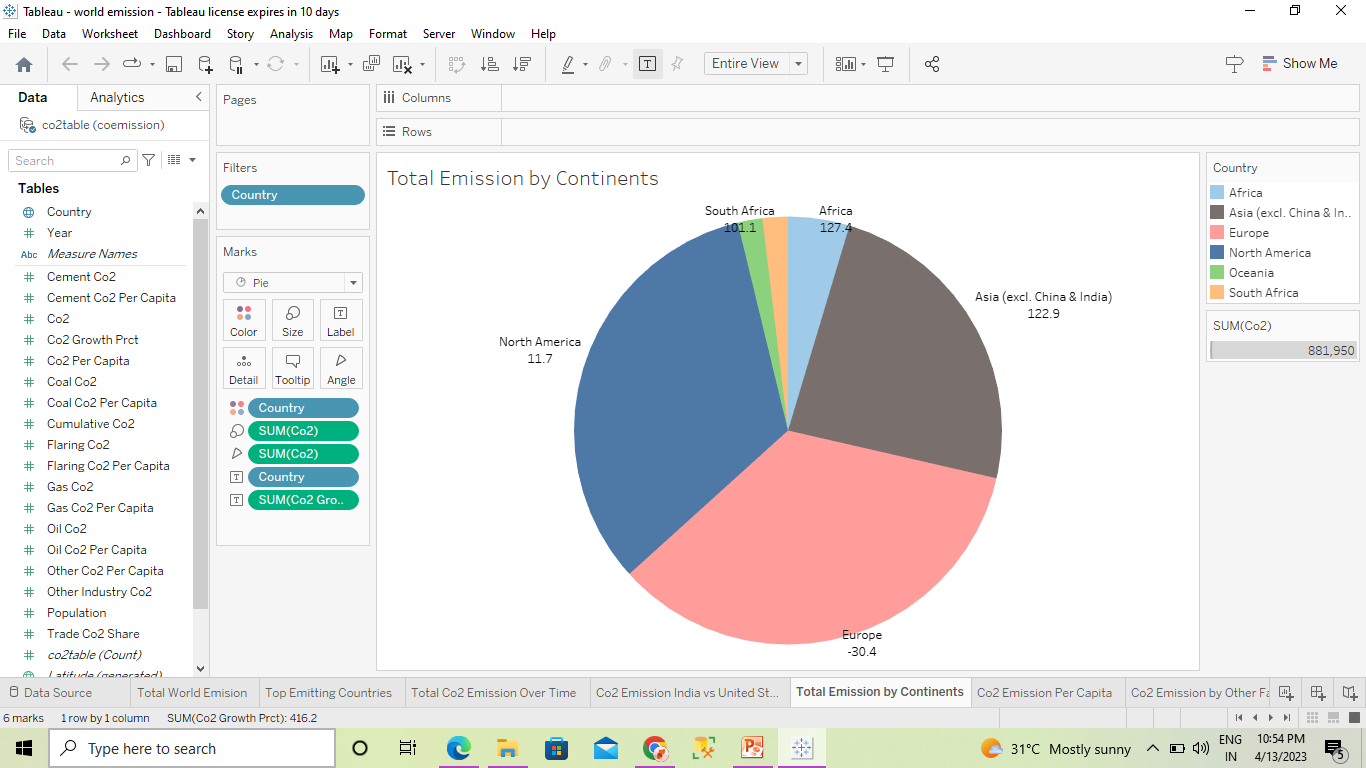 Tableau - world emission - Tableau license expires in 10 days
File Data Worksheet Dashboard Story Analysis Map Format Server Window Help
Entire View
Show Me
Data Analytics
co2table (coemission)
Search
Tables
Country
Year
Abc Measure Names
Cement Co2
Cement Co2 Per Capita
Co2
Co2 Growth Prct
Co2 Per Capita
Coal Co2
Coal Co2 Per Capita
Cumulative Co2
Flaring Co2
Flaring Co2 Per Capita
Gas Co2
Gas Co2 Per Capita
Oil Co2
Oil Co2 Per Capita
Other Co2 Per Capita
Other Industry Co2
Population
Trade Co2 Share
co2table (Count)
Latitude (generated)
Pages
Filters
Country
Marks
Pie
Color Size Label
Detail Tooltip Angle
Country
SUM(Co2)
SUM(Co2)
Country
SUM(Co2 Gro..
Columns
Rows
Total Emission by Continents
South Africa
101.1
Africa
127.4
Asia (excl. China & India)
122.9
North America
11.7
Europe
-30.4
Country
Africa
Asia (excl. China & In..
Europe
North America
Oceania
South Africa
SUM(Co2)
881,950
Data Source Total World Emision Top Emitting Countries Total Co2 Emission Over Time Co2 Emission India vs United St... Total Emission by Continents Co2 Emission Per Capita Co2 Emission by Other Fa
6 marks 1 row by 1 column SUM(Co2 Growth Prct): 416.2
Type here to search
31°C Mostly sunny
ENG
IN
10:54 PM
4/13/2023
5